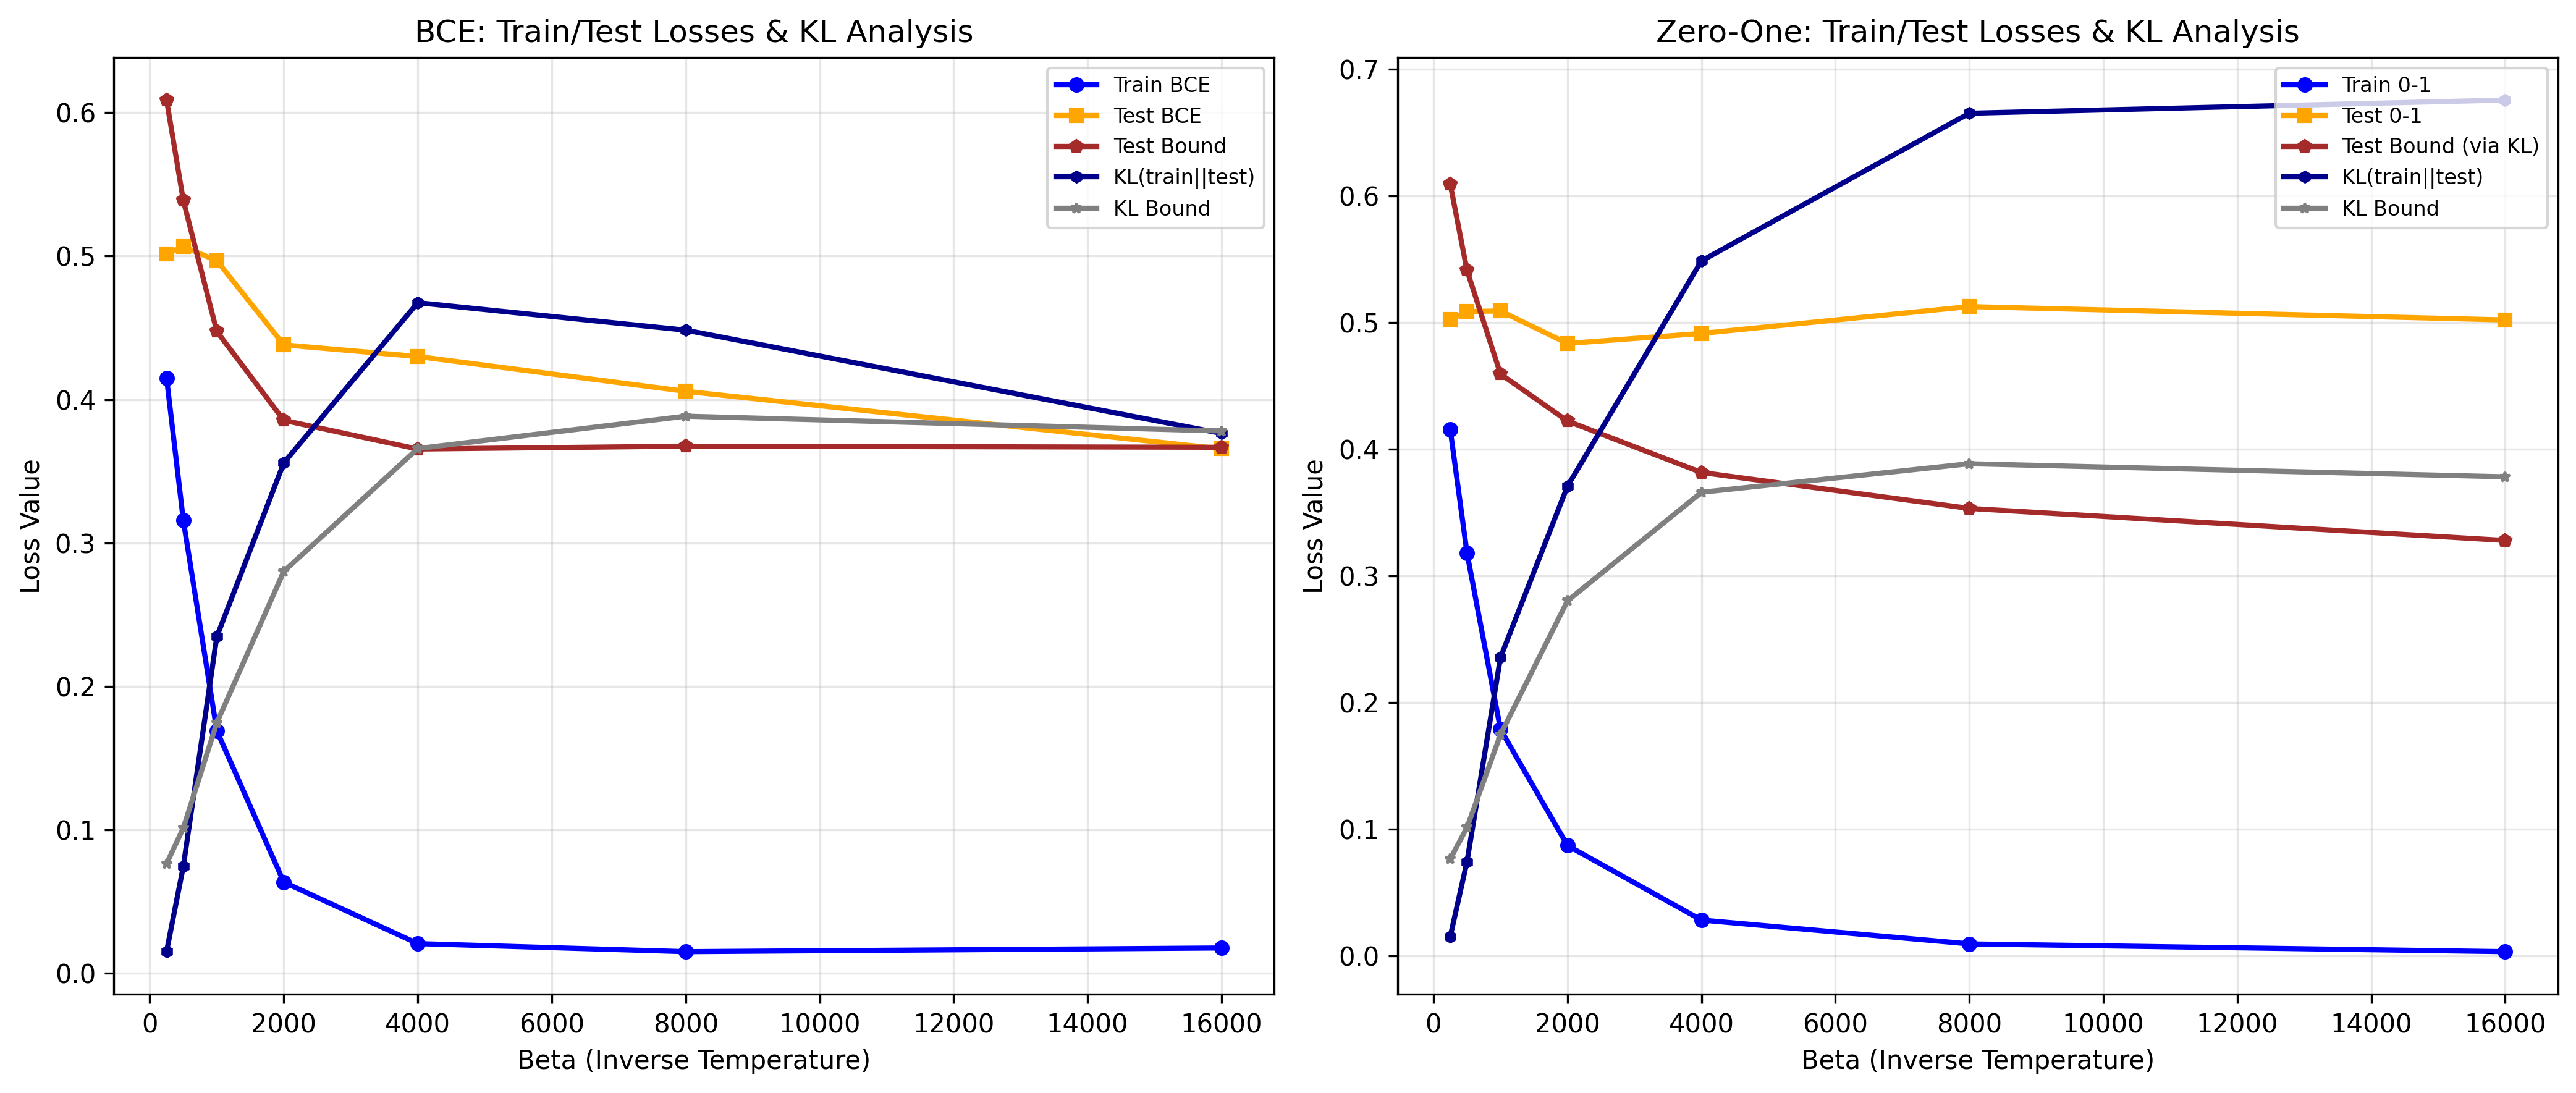 BCE: Train/Test Losses & KL Analysis
Loss Value
0.6
0.5
0.4
0.3
0.2
0.1
0.0
Train BCE
Test BCE
Test Bound
KL(train||test)
KL Bound
0 2000 4000 6000 8000 10000 12000 14000 16000
Beta (Inverse Temperature)
Zero-One: Train/Test Losses & KL Analysis
Loss Value
0.7
0.6
0.5
0.4
0.3
0.2
0.1
0.0
Train 0-1
Test 0-1
Test Bound (via KL)
KL(train||test)
KL Bound
0 2000 4000 6000 8000 10000 12000 14000 16000
Beta (Inverse Temperature)